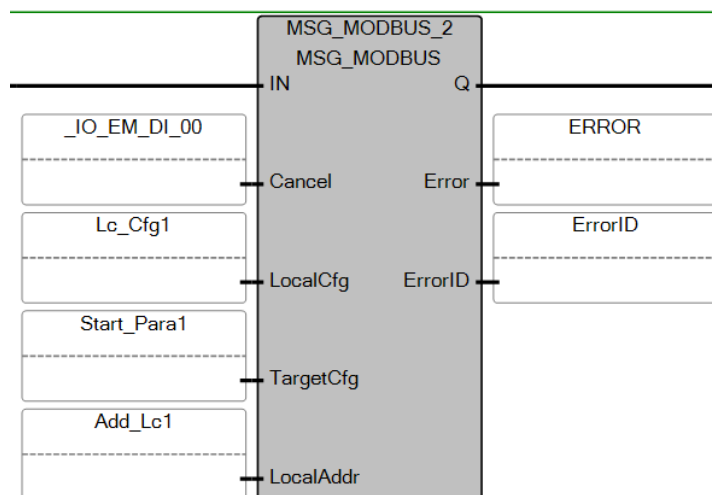 MSG_MODBUS_2
MSG_MODBUS
IN Q
_IO_EM_DI_00 ERROR
Cancel Error
Lc_Cfg1 ErrorID
LocalCfg ErrorID
Start_Para1
TargetCfg
Add_Lc1
LocalAddr